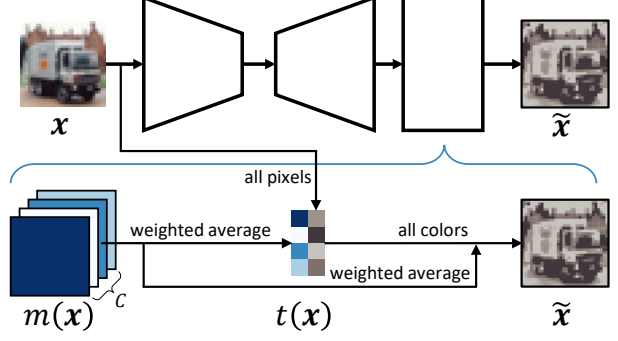 𝒙
x̃
all pixels
weighted average
all colors
weighted average
C
m(𝒙)
t(𝒙)
x̃